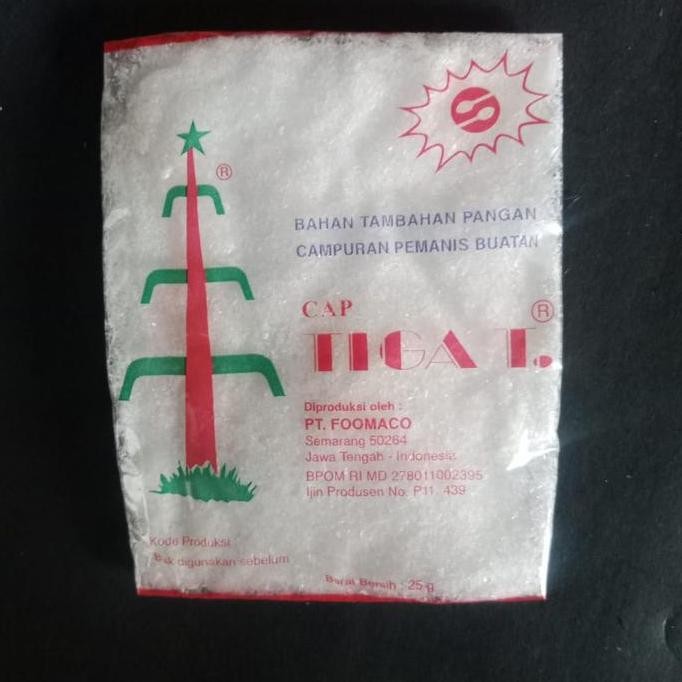 ®
BAHAN TAMBAHAN PANGAN
CAMPURAN PEMANIS BUATAN
CAP
TIGA T. ®
Diproduksi oleh :
PT. FOOMACO
Semarang 50264
Jawa Tengah - Indonesia
BPOM RI MD 278011002395
Ijin Produsen No. P11. 439
Kode Produksi
Baik digunakan sebelum
Berat Bersih : 25 g